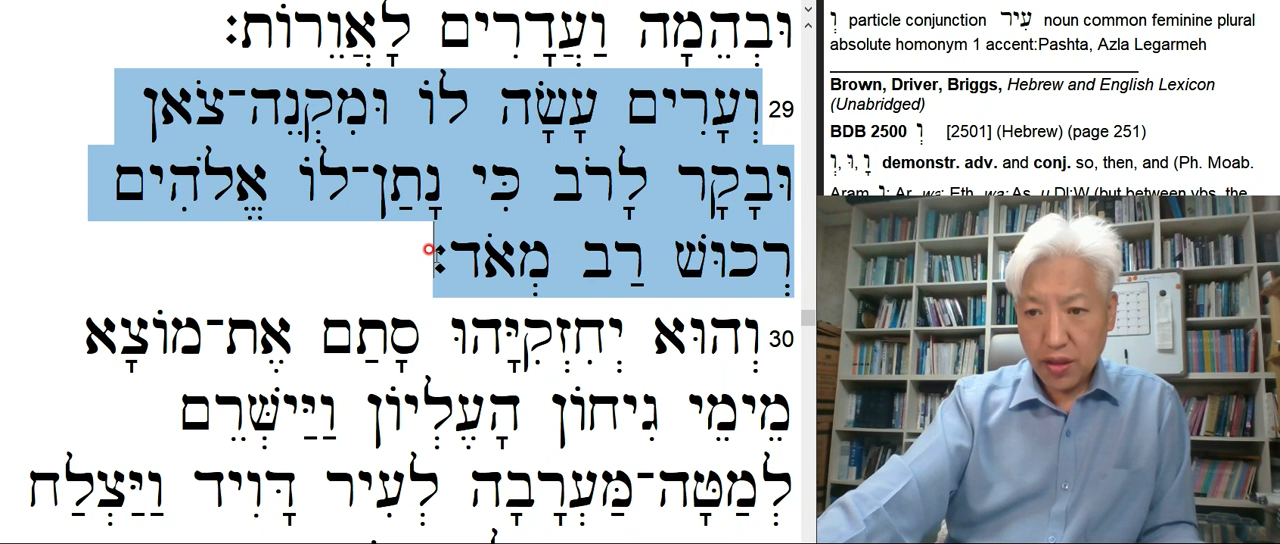 וּבְהֵמָה וַעֲדָרִים לָאֲוֵרוֹת׃
29 וְעָרִים עָשָׂה לוֹ וּמִקְנֵה־צֹאן
וּבָקָר לָרֹב כִּי נָתַן־לוֹ אֱלֹהִים
רְכוּשׁ רַב מְאֹד׃
30 וְהוּא יְחִזְקִיָּהוּ סָתַם אֶת־מוֹצָא
מֵימֵי גִיחוֹן הָעֶלְיוֹן וַיַּישְּׁרֵם
לְמַטָּה־מַּעְרָבָה לְעִיר דָּוִיד וַיַּצְלַח
וְ particle conjunction עִיר noun common feminine plural
absolute homonym 1 accent:Pashta, Azla Legarmeh
Brown, Driver, Briggs, Hebrew and English Lexicon
(Unabridged)
BDB 2500 וְ [2501] (Hebrew) (page 251)
וְ, וּ, וָ demonstr. adv. and conj. so, then, and (Ph. Moab.